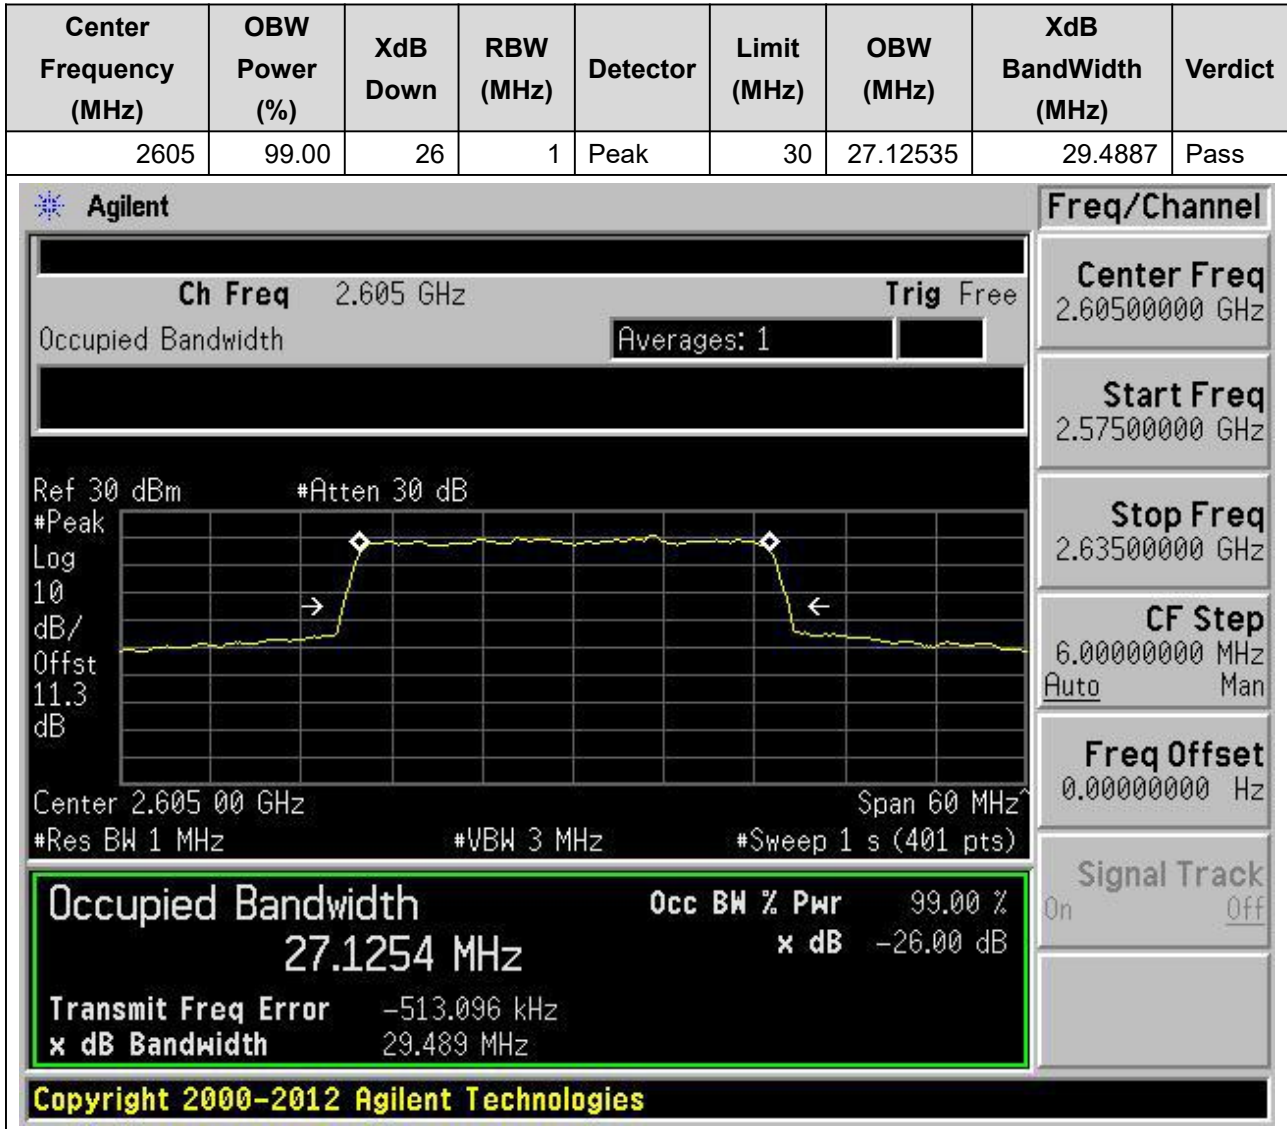 Center Frequency (MHz) OBW Power (%) XdB Down RBW (MHz) Detector Limit (MHz) OBW (MHz) XdB BandWidth (MHz) Verdict
2605 99.00 26 1 Peak 30 27.12535 29.4887 Pass
Agilent
Freq/Channel
Ch Freq 2.605 GHz Trig Free
Occupied Bandwidth Averages: 1
Center Freq
2.60500000 GHz
Start Freq
2.57500000 GHz
Stop Freq
2.63500000 GHz
CF Step
6.00000000 MHz
Auto Man
Freq Offset
0.00000000 Hz
Signal Track
On Off
Ref 30 dBm #Atten 30 dB
#Peak
Log
10
dB/
Offst
11.3
dB
Center 2.605 00 GHz Span 60 MHz^
#Res BW 1 MHz #VBW 3 MHz #Sweep 1 s (401 pts)
Occupied Bandwidth Occ BW % Pwr 99.00 %
27.1254 MHz x dB -26.00 dB
Transmit Freq Error -513.096 kHz
x dB Bandwidth 29.489 MHz
Copyright 2000-2012 Agilent Technologies